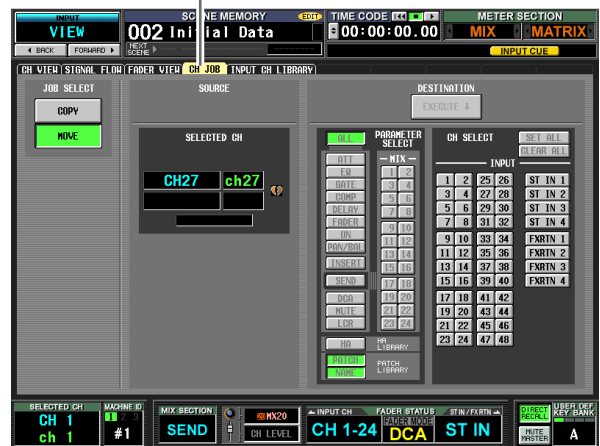 INPUT
VIEW
BACK FORWARD
SCENE MEMORY EDIT
002 Initial Data
NEXT SCENE
TIME CODE
00:00:00.00
METER SECTION
MIX MATRIX
INPUT CUE
CH VIEW SIGNAL FLOW FADER VIEW CH JOB INPUT CH LIBRARY
JOB SELECT
COPY
MOVE
SOURCE
SELECTED CH
CH27 ch27
DESTINATION
EXECUTE
ALL
PARAMETER SELECT
ATT
EQ
GATE
COMP
DELAY
FADER
ON
PAN/BAL
INSERT
SEND
DCA
MUTE
LCR
HA
HA LIBRARY
PATCH
NAME
PATCH LIBRARY
MIX
1 2
3 4
5 6
7 8
9 10
11 12
13 14
15 16
17 18
19 20
21 22
23 24
CH SELECT
SET ALL
CLEAR ALL
INPUT
1 2 25 26 ST IN 1
3 4 27 28 ST IN 2
5 6 29 30 ST IN 3
7 8 31 32 ST IN 4
9 10 33 34 FXRTN 1
11 12 35 36 FXRTN 2
13 14 37 38 FXRTN 3
15 16 39 40 FXRTN 4
17 18 41 42
19 20 43 44
21 22 45 46
23 24 47 48
SELECTED CH
CH 1
ch 1
MACHINE ID
1 2 3
#1
MIX SECTION
SEND
MX20
CH LEVEL
INPUT CH
CH 1-24
FADER STATUS
FADER MODE
DCA
ST IN/FXRTN
ST IN
DIRECT RECALL
MUTE MASTER
USER DEF KEY BANK
A